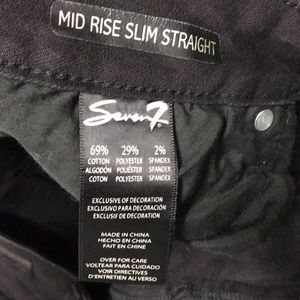 MID RISE SLIM STRAIGHT
Seven7
69% 29% 2%
COTTON POLYESTER SPANDEX
ALGODÓN POLIÉSTER SPANDEX
COTON POLYESTER SPANDEX
EXCLUSIVE OF DECORATION
EXCLUSIVO PARA DECORACIÓN
EXCLUSIF DE DÉCORATION
MADE IN CHINA
HECHO EN CHINA
FAIT EN CHINE
OVER FOR CARE
VOLTEAR PARA CUIDADO
VOIR DIRECTIVES
D'ENTRETIEN AU VERSO